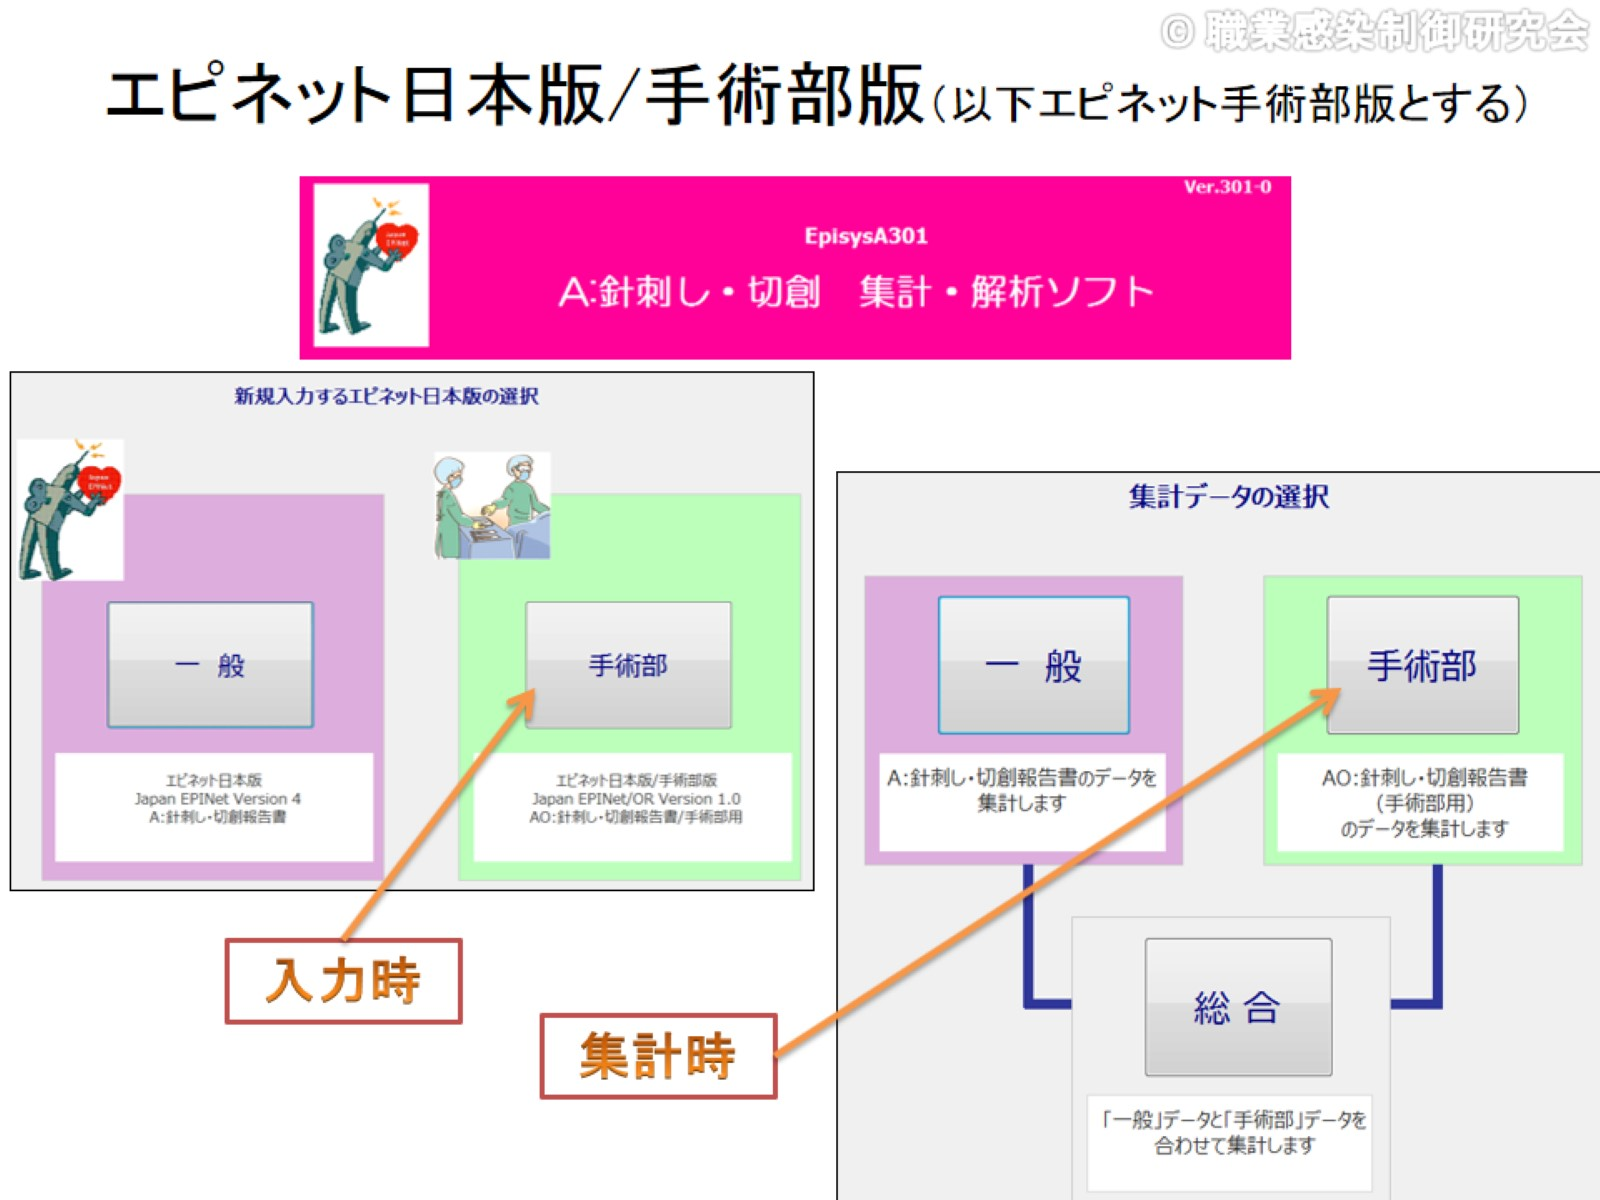 © 職業感染制御研究会
エピネット日本版/手術部版(以下エピネット手術部版とする)
Ver.301-0
Japan
EPINet
EpisysA301
A:針刺し・切創　集計・解析ソフト
新規入力するエピネット日本版の選択
Japan
EPINet
一 般
手術部
エピネット日本版
Japan EPINet Version 4
A:針刺し・切創報告書
エピネット日本版/手術部版
Japan EPINet/OR Version 1.0
AO:針刺し・切創報告書/手術部用
入力時
集計時
集計データの選択
一 般
手術部
A:針刺し・切創報告書のデータを
集計します
AO:針刺し・切創報告書
(手術部用)
のデータを集計します
総 合
「一般」データと「手術部」データを
合わせて集計します